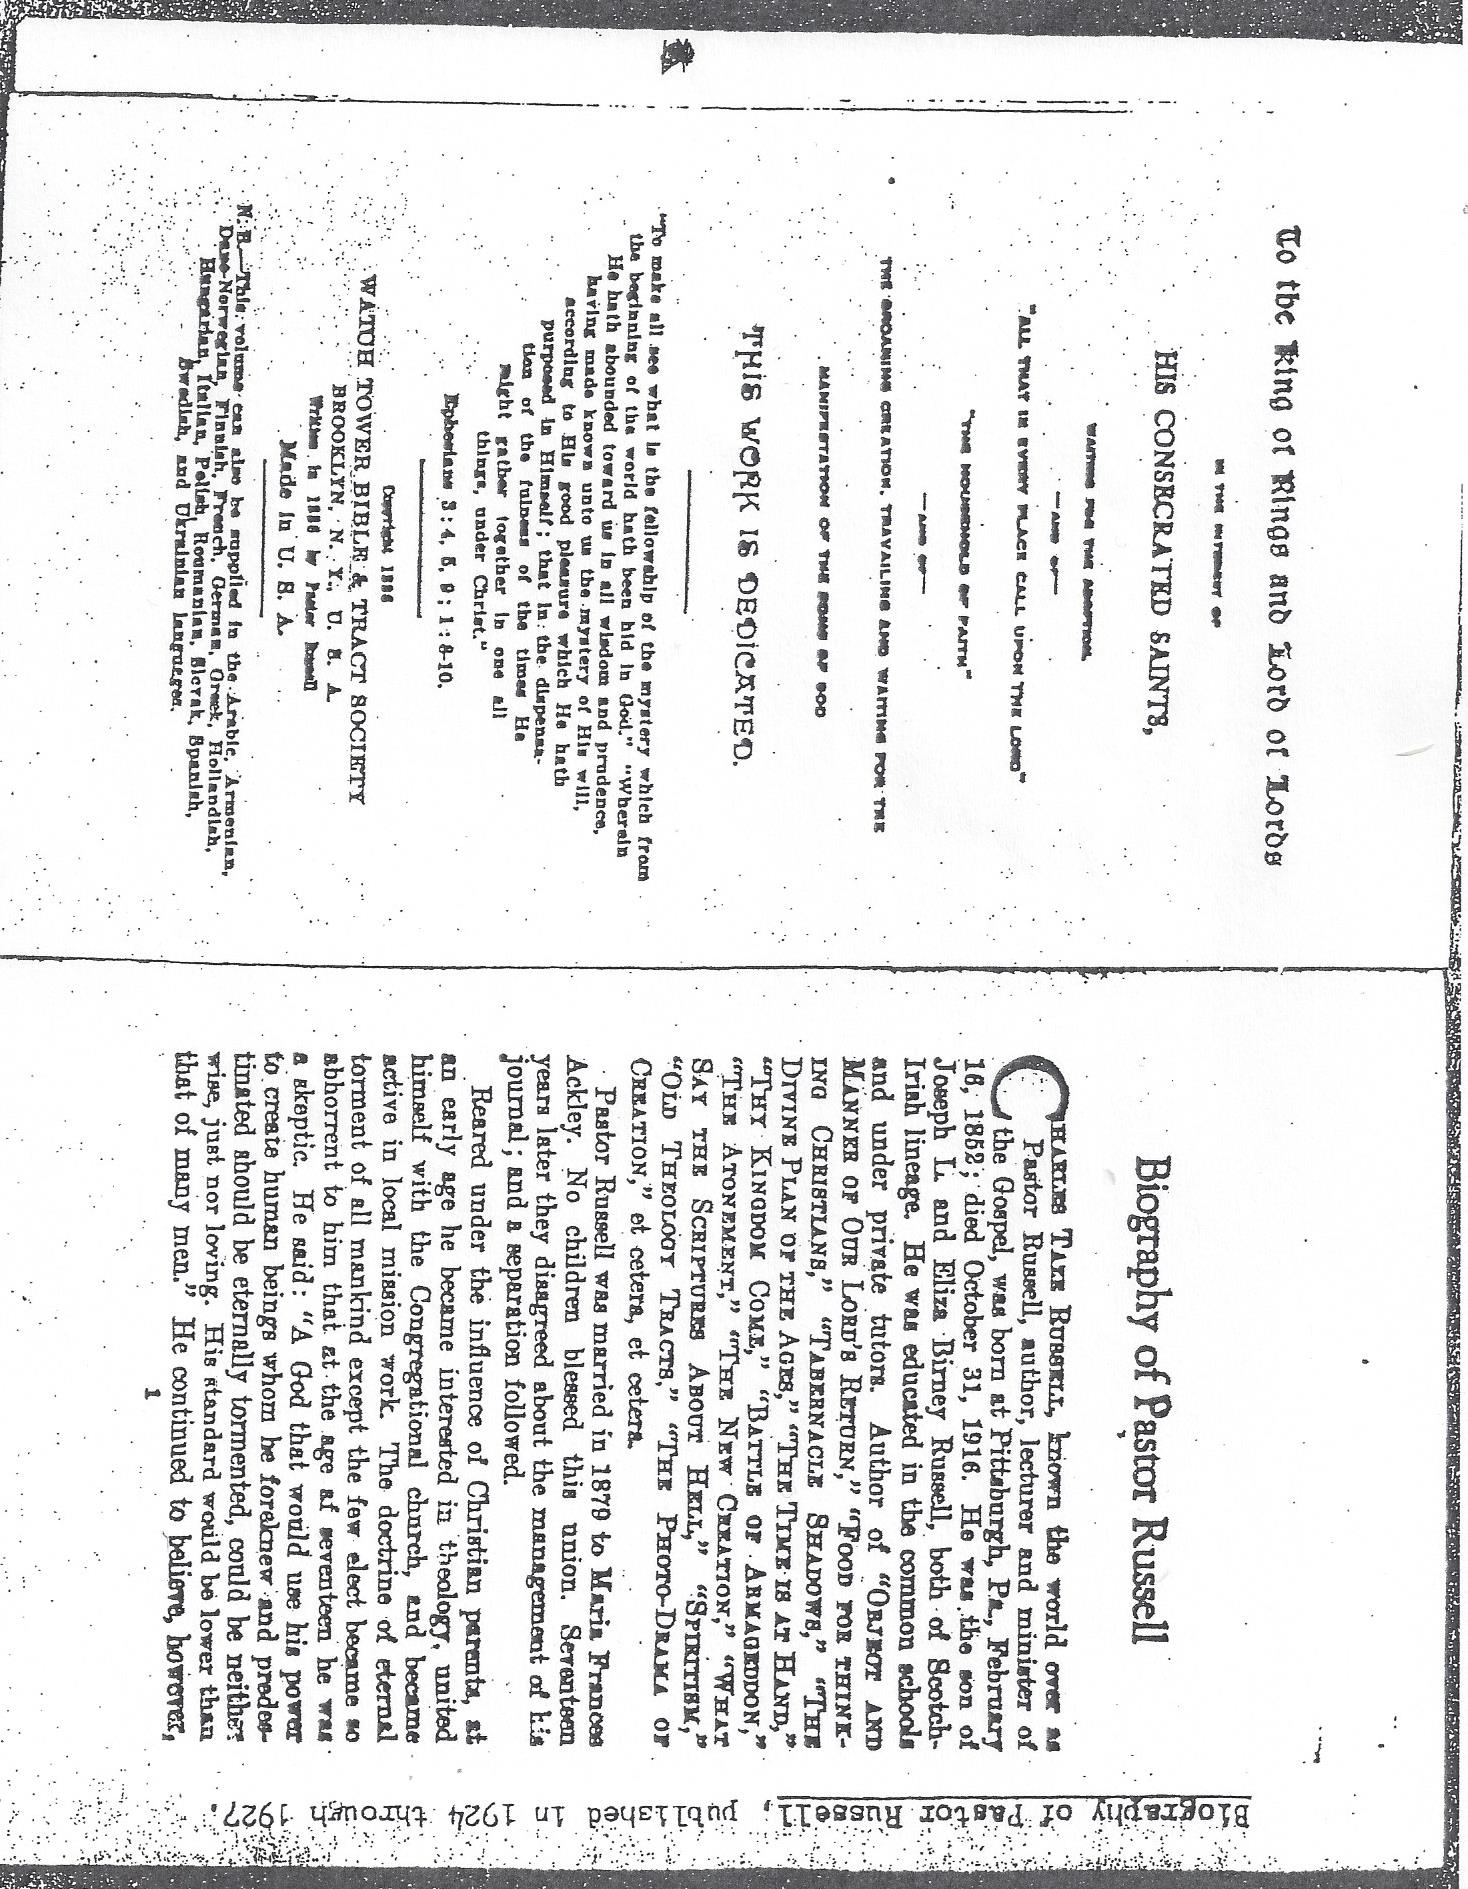 To the King of Kings and Lord of Lords
IN THE INTEREST OF
HIS CONSECRATED SAINTS,
WAITING FOR THE ADOPTION,
—AND OF—
"ALL THAT IN EVERY PLACE CALL UPON THE LORD"
"THE HOUSEHOLD OF FAITH"
—AND OF—
THE GROANING CREATION, TRAVAILING AND WAITING FOR THE
MANIFESTATION OF THE SONS OF GOD
THIS WORK IS DEDICATED.
"To make all see what is the fellowship of the mystery which from
the beginning of the world hath been hid in God." "Wherein
He hath abounded toward us in all wisdom and prudence,
having made known unto us the mystery of His will,
according to His good pleasure which He hath
purposed in Himself; that in the dispensa-
tion of the fulness of the times He
might gather together in one all
things, under Christ."
Ephesians 3:4, 5, 9; 1:8-10.
Copyright 1886
WATCH TOWER BIBLE & TRACT SOCIETY
BROOKLYN, N. Y., U. S. A.
Written in 1886 by Pastor Russell
Made in U. S. A.
N. B.—This volume can also be supplied in the Arabic, Armenian,
Dano-Norwegian, Finnish, French, German, Greek, Hollandish,
Hungarian, Italian, Polish, Roumanian, Slovak, Spanish,
Swedish, and Ukrainian languages.
Biography of Pastor Russell
CHARLES TAZE RUSSELL, known the world over as
Pastor Russell, author, lecturer and minister of
the Gospel, was born at Pittsburgh, Pa., February
16, 1852; died October 31, 1916. He was the son of
Joseph L. and Eliza Birney Russell, both of Scotch-
Irish lineage. He was educated in the common schools
and under private tutors. Author of "OBJECT AND
MANNER OF OUR LORD'S RETURN," "FOOD FOR THINK-
ING CHRISTIANS," "TABERNACLE SHADOWS," "THE
DIVINE PLAN OF THE AGES," "THE TIME IS AT HAND,"
"THY KINGDOM COME," "BATTLE OF ARMAGEDDON,"
"THE ATONEMENT," "THE NEW CREATION," "WHAT
SAY THE SCRIPTURES ABOUT HELL," "SPIRITISM,"
"OLD THEOLOGY TRACTS," "THE PHOTO-DRAMA OF
CREATION," et cetera, et cetera.
Pastor Russell was married in 1879 to Maria Frances
Ackley. No children blessed this union. Seventeen
years later they disagreed about the management of his
journal; and a separation followed.
Reared under the influence of Christian parents, at
an early age he became interested in theology, united
himself with the Congregational church, and became
active in local mission work. The doctrine of eternal
torment of all mankind except the few elect became so
abhorrent to him that at the age of seventeen he was
a skeptic. He said: "A God that would use his power
to create human beings whom he foreknew and predes-
tinated should be eternally tormented, could be neither
wise, just nor loving. His standard would be lower than
that of many men." He continued to believe, however,
1
Biography of Pastor Russell, published in 1924 through 1927.